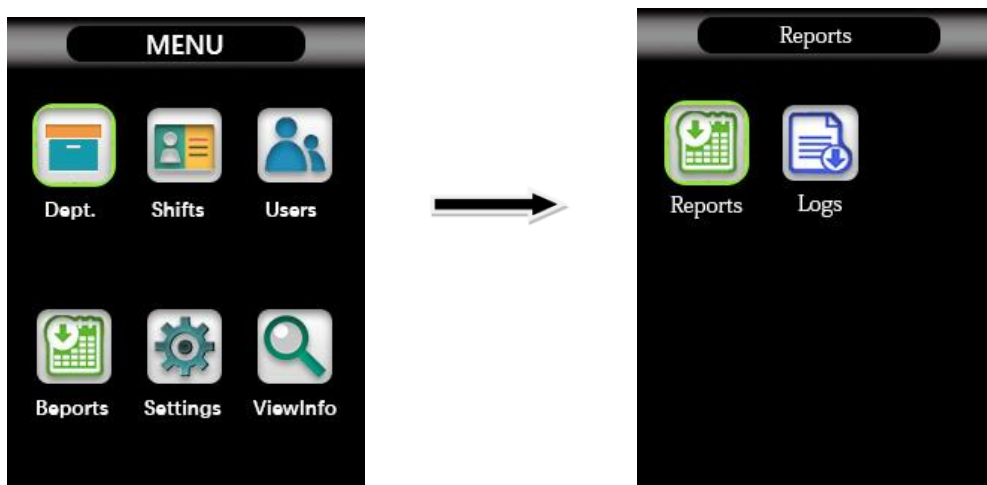 MENU
Dept. Shifts Users
Beports Settings ViewInfo
Reports
Reports Logs